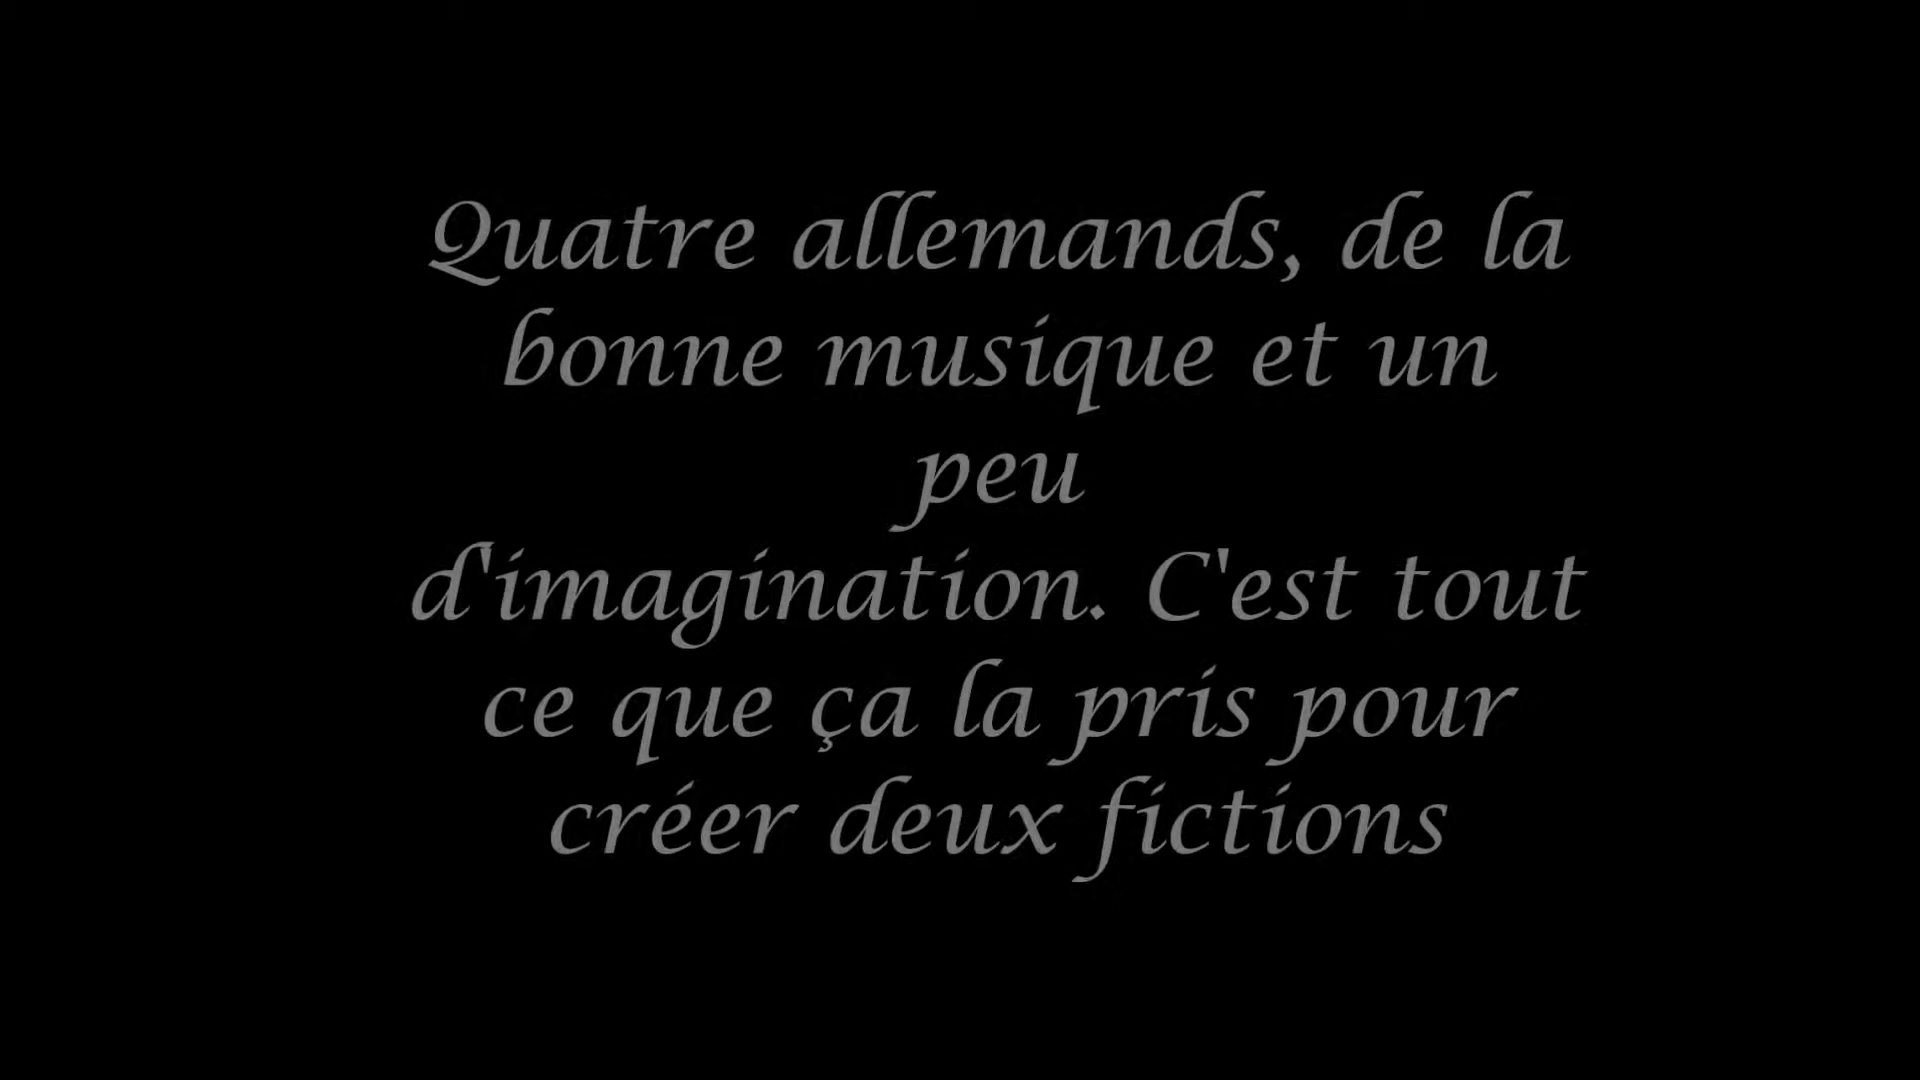 Quatre allemands, de la
bonne musique et un
peu
d'imagination. C'est tout
ce que ça la pris pour
créer deux fictions